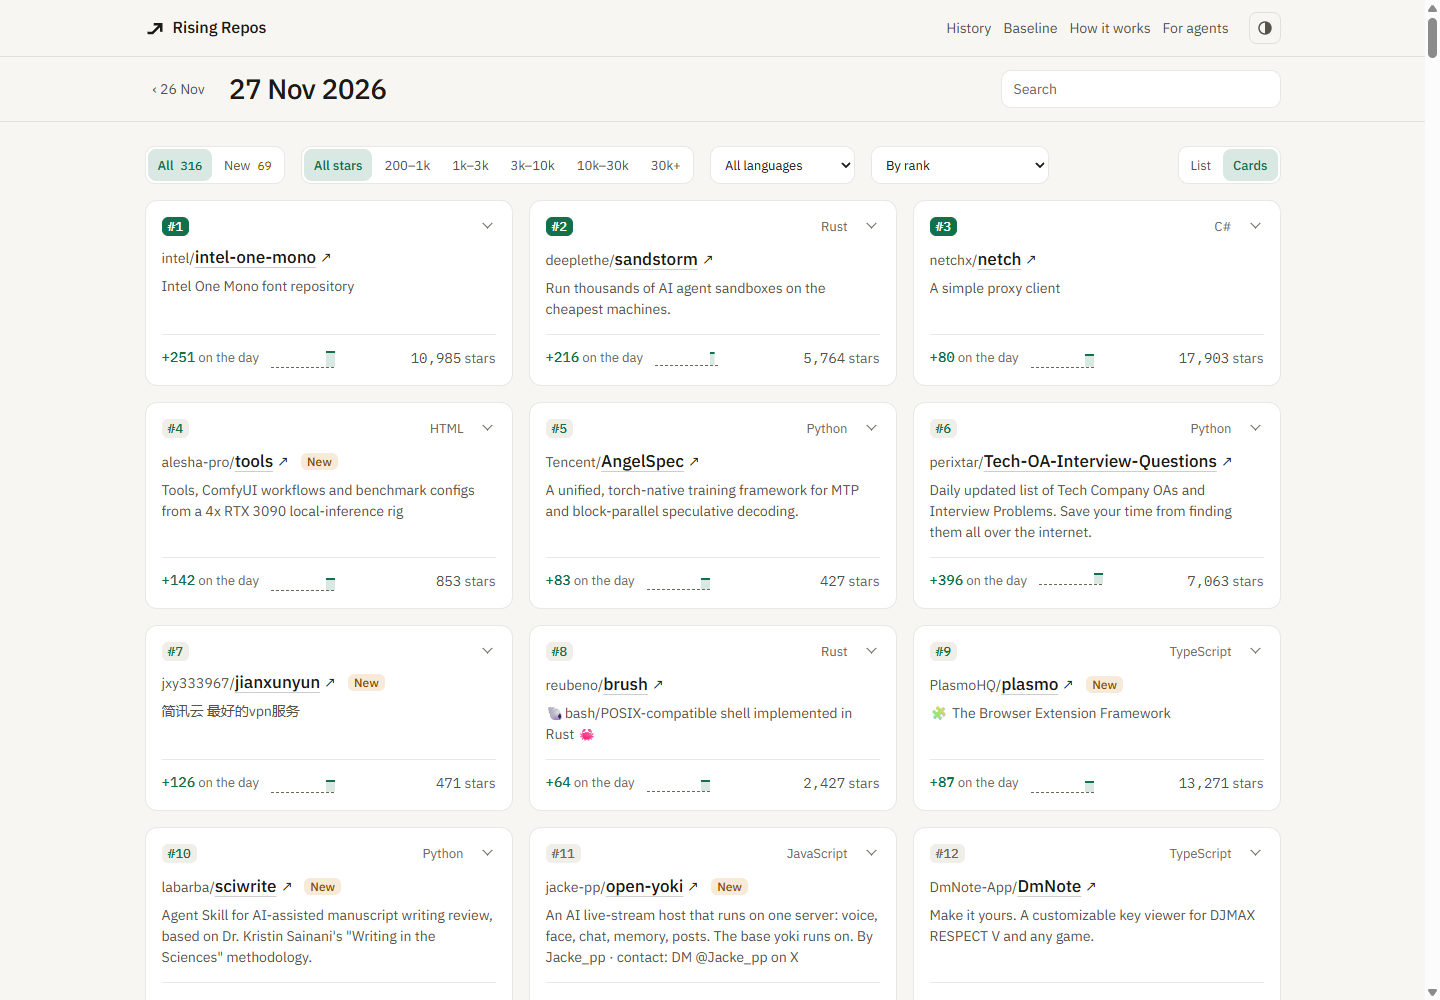 Rising Repos
History Baseline How it works For agents
‹ 26 Nov 27 Nov 2026
Search
All 316 New 69
All stars 200–1k 1k–3k 3k–10k 10k–30k 30k+
All languages
By rank
List Cards
#1
intel/intel-one-mono ↗
Intel One Mono font repository
+251 on the day
10,985 stars
#2 Rust
deeplethe/sandstorm ↗
Run thousands of AI agent sandboxes on the
cheapest machines.
+216 on the day
5,764 stars
#3 C#
netchx/netch ↗
A simple proxy client
+80 on the day
17,903 stars
#4 HTML
alesha-pro/tools ↗ New
Tools, ComfyUI workflows and benchmark configs
from a 4x RTX 3090 local-inference rig
+142 on the day
853 stars
#5 Python
Tencent/AngelSpec ↗
A unified, torch-native training framework for MTP
and block-parallel speculative decoding.
+83 on the day
427 stars
#6 Python
perixtar/Tech-OA-Interview-Questions ↗
Daily updated list of Tech Company OAs and
Interview Problems. Save your time from finding
them all over the internet.
+396 on the day
7,063 stars
#7
jxy333967/jianxunyun ↗ New
简讯云 最好的vpn服务
+126 on the day
471 stars
#8 Rust
reubeno/brush ↗
🐚 bash/POSIX-compatible shell implemented in
Rust 🦀
+64 on the day
2,427 stars
#9 TypeScript
PlasmoHQ/plasmo ↗ New
🧩 The Browser Extension Framework
+87 on the day
13,271 stars
#10 Python
labarba/sciwrite ↗ New
Agent Skill for AI-assisted manuscript writing review,
based on Dr. Kristin Sainani's "Writing in the
Sciences" methodology.
#11 JavaScript
jacke-pp/open-yoki ↗ New
An AI live-stream host that runs on one server: voice,
face, chat, memory, posts. The base yoki runs on. By
Jacke_pp · contact: DM @Jacke_pp on X
#12 TypeScript
DmNote-App/DmNote ↗
Make it yours. A customizable key viewer for DJMAX
RESPECT V and any game.